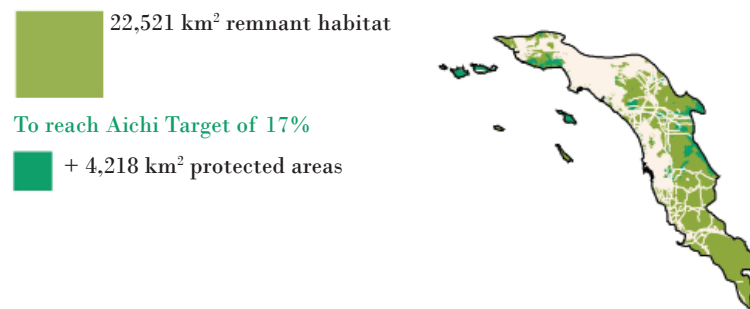 22,521 km² remnant habitat
To reach Aichi Target of 17%
+ 4,218 km² protected areas